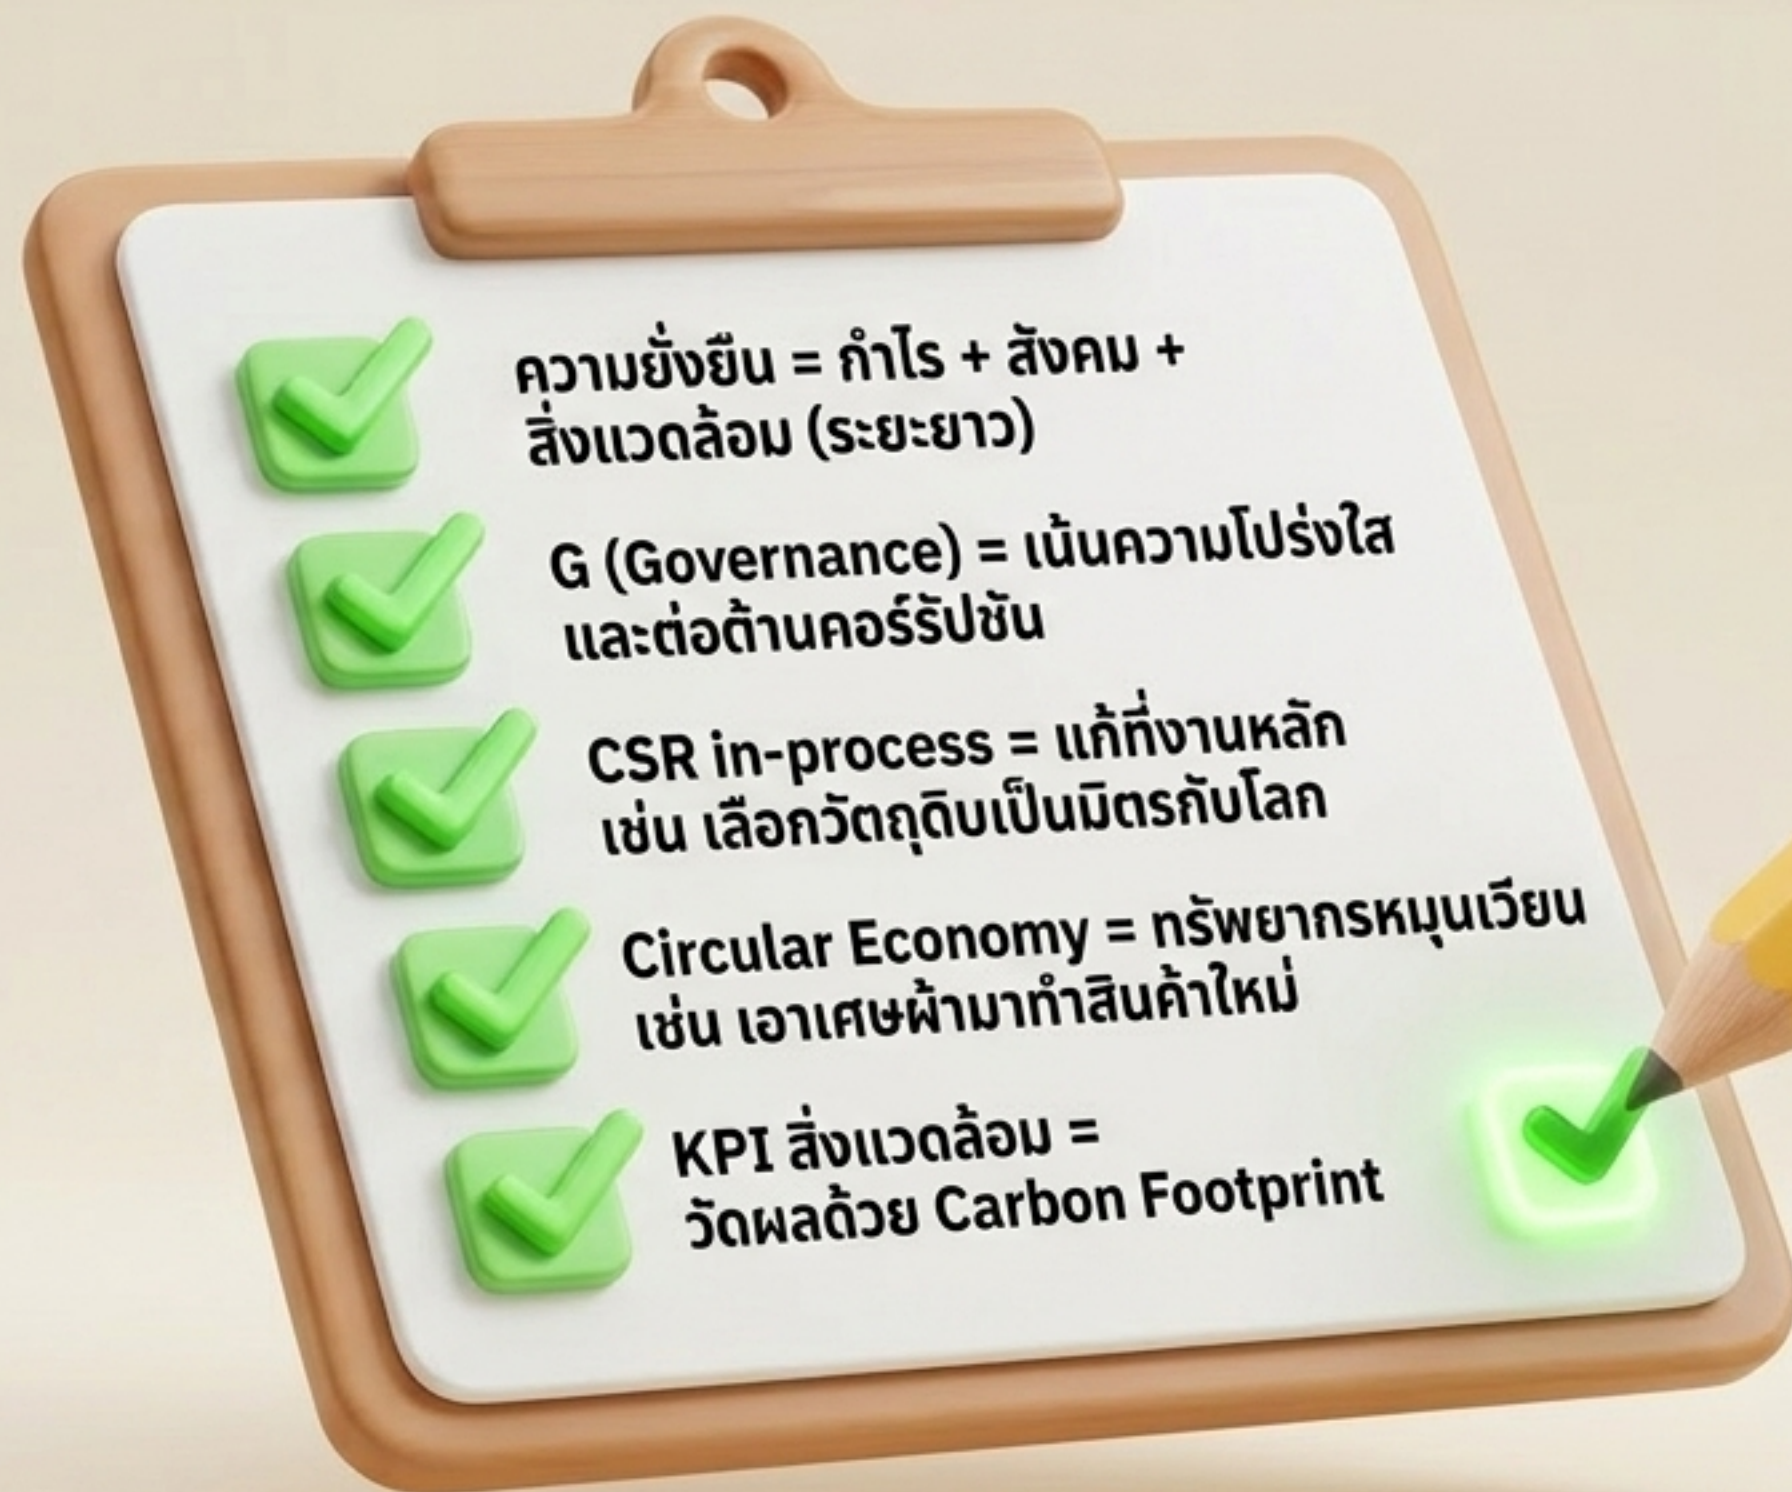 ความยั่งยืน = กำไร + สังคม +
สิ่งแวดล้อม (ระยะยาว)
G (Governance) = เน้นความโปร่งใส
และต่อต้านคอร์รัปชัน
CSR in-process = แก้ที่งานหลัก
เช่น เลือกวัตถุดิบเป็นมิตรกับโลก
Circular Economy = ทรัพยากรหมุนเวียน
เช่น เอาเศษผ้ามาทำสินค้าใหม่
KPI สิ่งแวดล้อม =
วัดผลด้วย Carbon Footprint